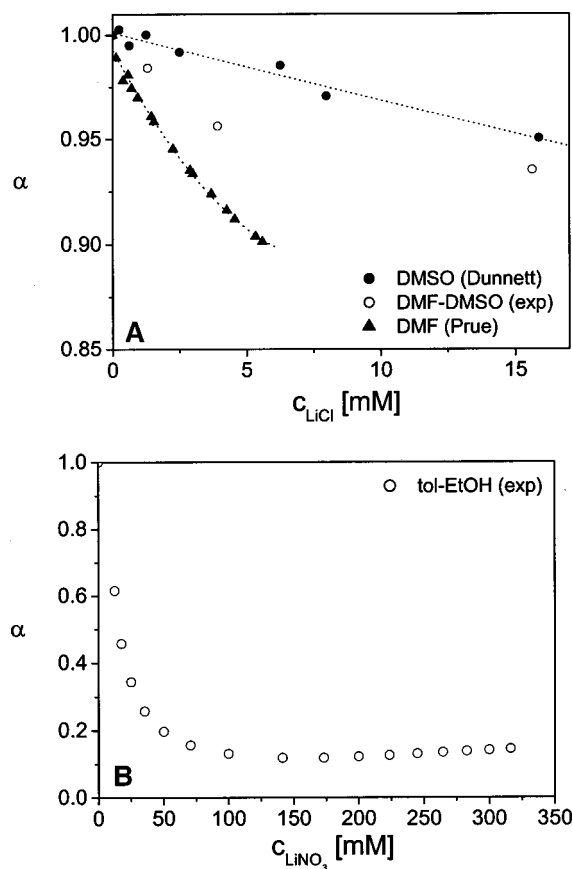 1.00
0.95
α
0.90
DMSO (Dunnett)
DMF-DMSO (exp)
A
DMF (Prue)
0.85
0 5 10 15
c_LiCl [mM]
1.0
tol-EtOH (exp)
0.8
0.6
α
0.4
0.2
B
0.0
0 50 100 150 200 250 300 350
c_LiNO₃ [mM]